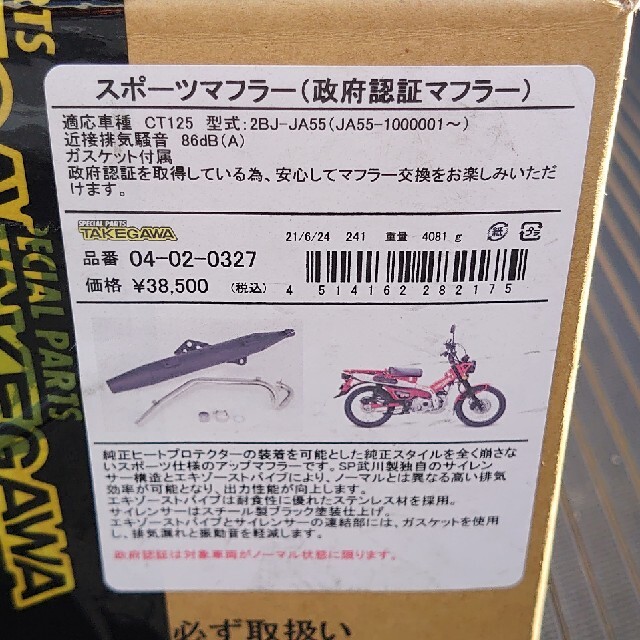 スポーツマフラー(政府認証マフラー)
適応車種 CT125 型式:2BJ-JA55(JA55-1000001～)
近接排気騒音 86dB(A)
ガスケット付属
政府認証を取得している為、安心してマフラー交換をお楽しみいただ
けます。
SPECIAL PARTS
TAKEGAWA
21/6/24 241 重量 4081g 紙 プラ
品番 04-02-0327
価格 ¥38,500 (税込)
4 514162 282175
純正ヒートプロテクターの装着を可能とした純正スタイルを全く崩さな
いスポーツ仕様のアップマフラーです。SP武川製独自のサイレン
サー構造とエキゾーストパイプにより、ノーマルとは異なる高い排気
効率が可能となり、出力性能が向上します。
エキゾーストパイプは耐食性に優れたステンレス材を採用。
サイレンサーはスチール製ブラック塗装仕上げ。
エキゾーストパイプとサイレンサーの連結部には、ガスケットを使用
し、排気漏れと振動音を軽減します。
政府認証は対象車両がノーマル状態に限ります。
ECIAL PARTS
必ず取扱い